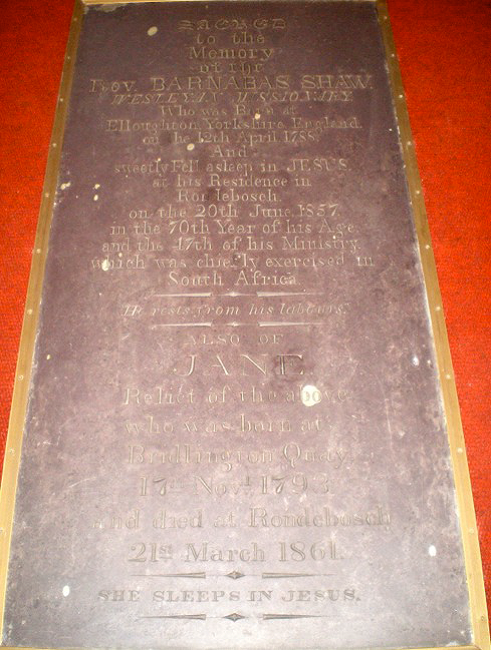 SACRED
to the
Memory
of the
Rev. BARNABAS SHAW.
WESLEYAN MISSIONARY
Who was Born at
Elloughton Yorkshire England.
on the 12th April 1788.
And
sweetly Fell asleep in JESUS.
at his Residence in
Rondebosch.
on the 20th June. 1857.
in the 70th Year of his Age.
and the 47th of his Ministry.
which was chiefly exercised in
South Africa.
He rests from his labours.
ALSO OF
JANE
Relict of the above
who was born at
Bridlington Quay
17th Novr. 1793.
and died at Rondebosch
21st March 1861.
SHE SLEEPS IN JESUS.